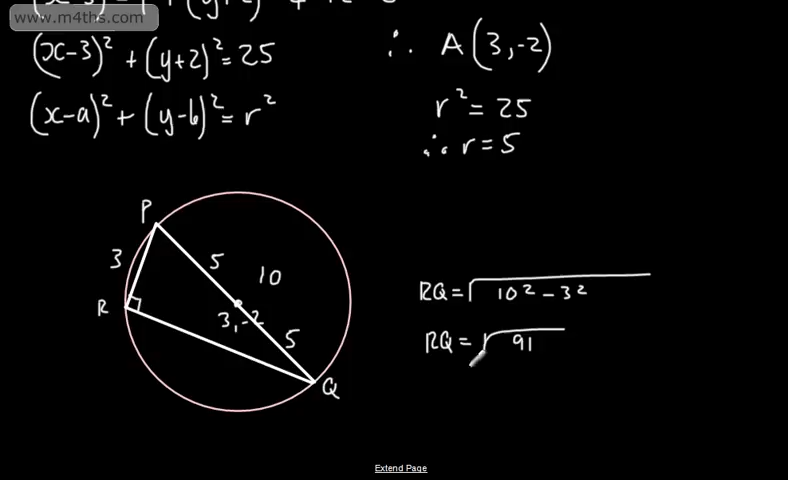 www.m4ths.com
(x-3)² + (y+2)² = 25
(x-a)² + (y-b)² = r²
∴ A(3,-2)
r² = 25
∴ r = 5
P
3
5
10
R
3,-2
5
Q
RQ = √10² - 3²
RQ = √91
Extend Page